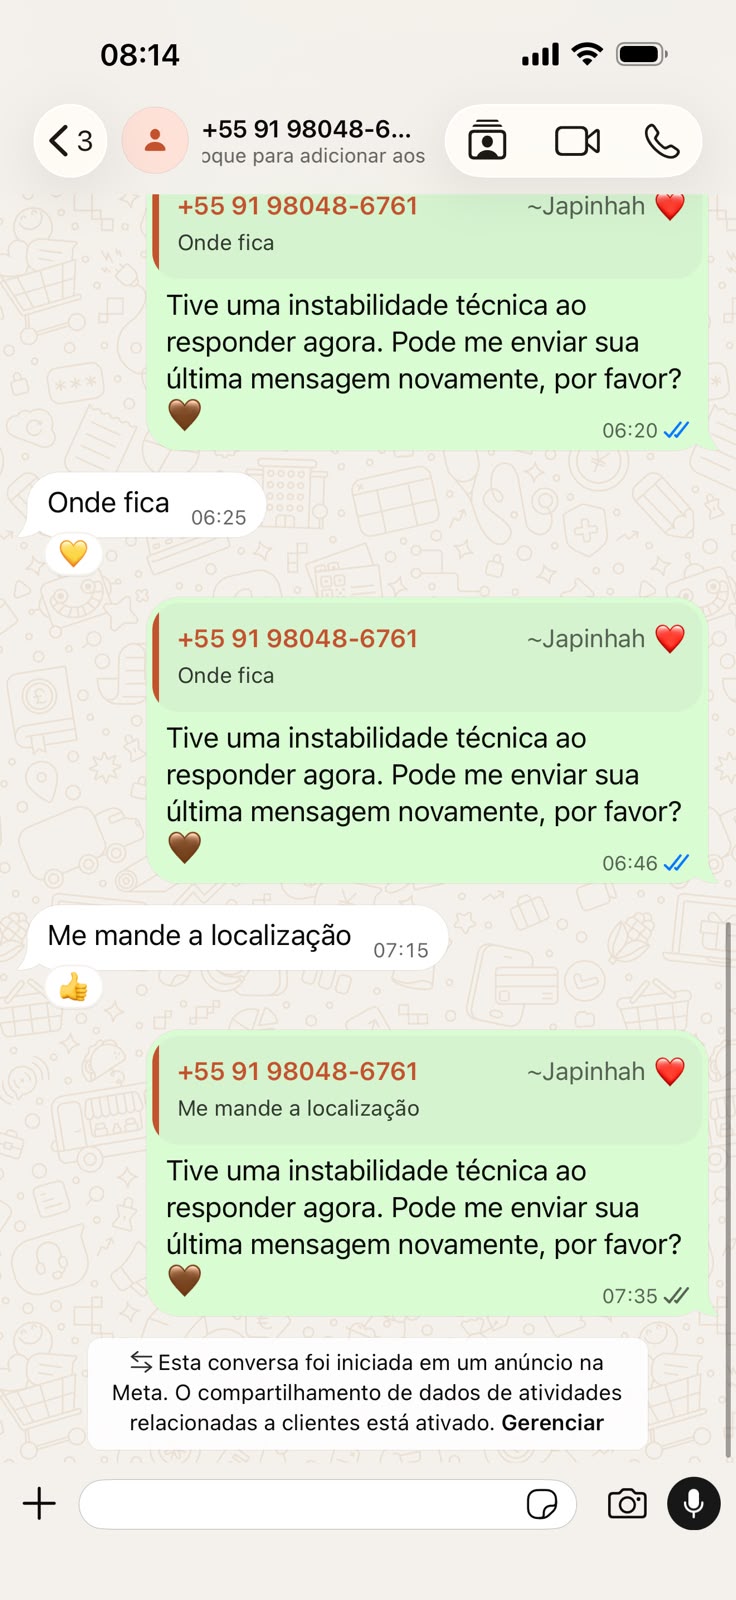 08:14
3
+55 91 98048-6...
oque para adicionar aos
+55 91 98048-6761 ~Japinhah ❤️
Onde fica
Tive uma instabilidade técnica ao
responder agora. Pode me enviar sua
última mensagem novamente, por favor?
🤎
06:20
Onde fica 06:25
💛
+55 91 98048-6761 ~Japinhah ❤️
Onde fica
Tive uma instabilidade técnica ao
responder agora. Pode me enviar sua
última mensagem novamente, por favor?
🤎
06:46
Me mande a localização 07:15
👍
+55 91 98048-6761 ~Japinhah ❤️
Me mande a localização
Tive uma instabilidade técnica ao
responder agora. Pode me enviar sua
última mensagem novamente, por favor?
🤎
07:35
Esta conversa foi iniciada em um anúncio na
Meta. O compartilhamento de dados de atividades
relacionadas a clientes está ativado. Gerenciar